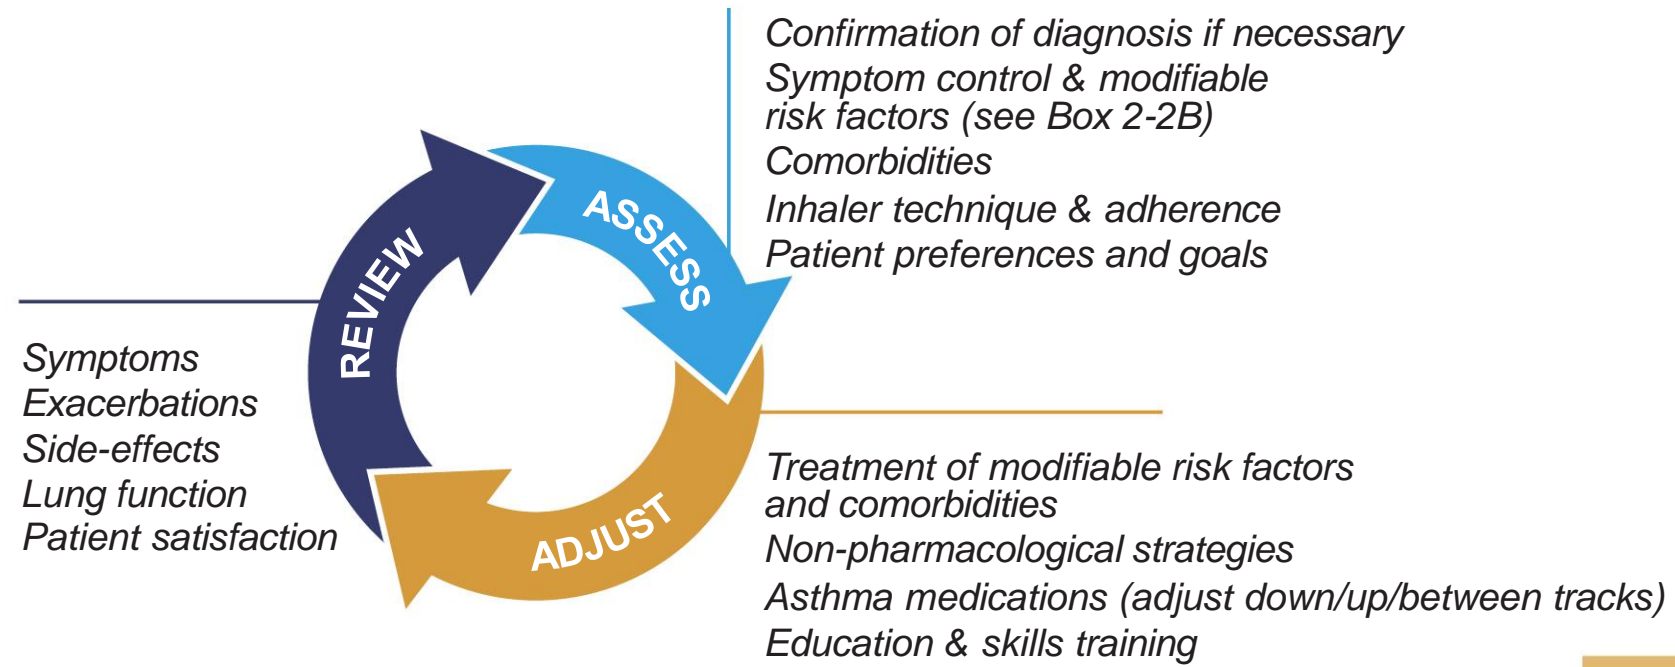 Confirmation of diagnosis if necessary
Symptom control & modifiable
risk factors (see Box 2-2B)
Comorbidities
Inhaler technique & adherence
Patient preferences and goals
ASSESS
REVIEW
Symptoms
Exacerbations
Side-effects
Lung function
Patient satisfaction
ADJUST
Treatment of modifiable risk factors
and comorbidities
Non-pharmacological strategies
Asthma medications (adjust down/up/between tracks)
Education & skills training